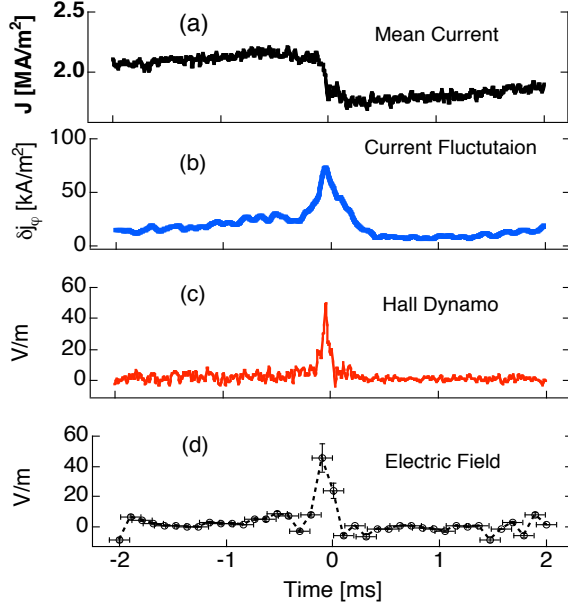 (a)
Mean Current
J [MA/m²]
2.5
2.0
(b)
Current Fluctutaion
δj_φ [kA/m²]
100
50
0
(c)
Hall Dynamo
V/m
60
40
20
0
(d)
Electric Field
V/m
60
40
20
0
-2
-1
0
1
2
Time [ms]